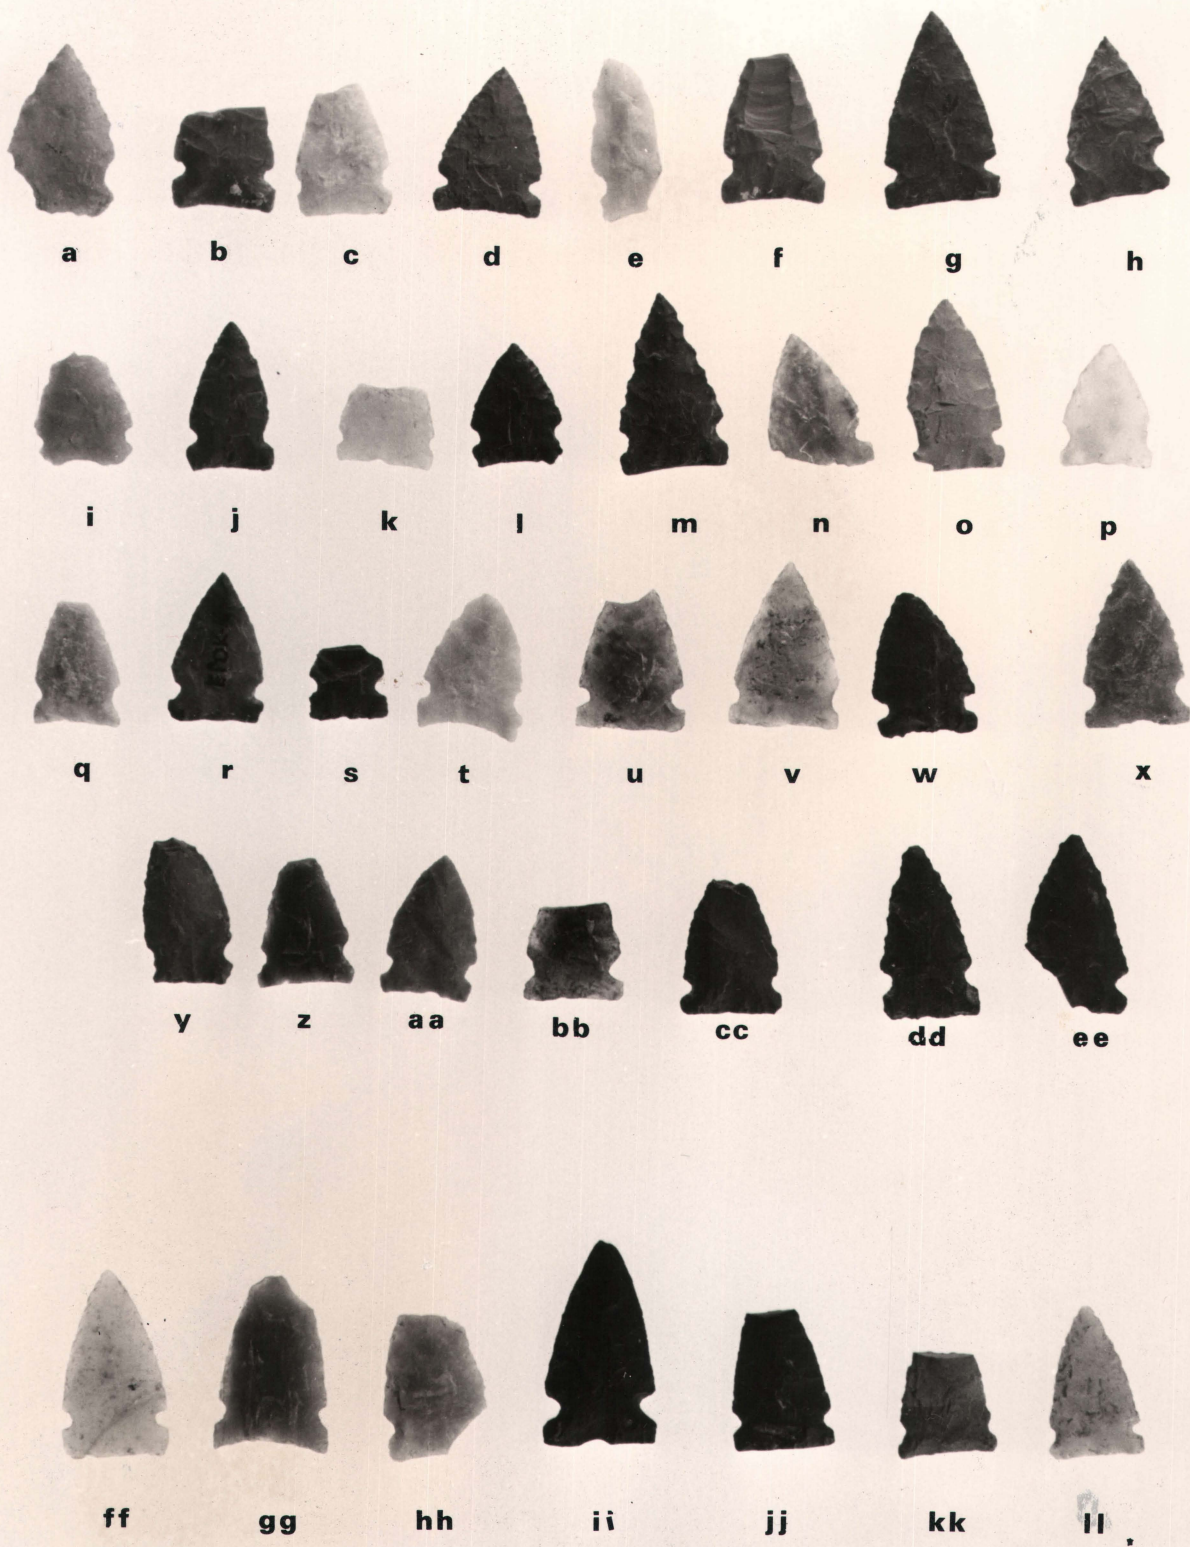 a b c d e f g h
i j k l m n o p
q r s t u v w x
y z aa bb cc dd ee
ff gg hh ii jj kk ll